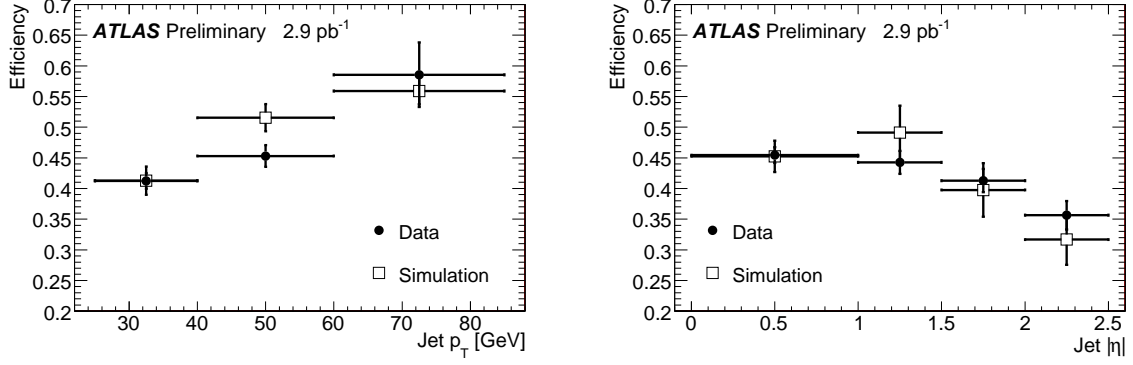 Efficiency
0.7
0.65
0.6
0.55
0.5
0.45
0.4
0.35
0.3
0.25
0.2
ATLAS Preliminary 2.9 pb-1
Data
Simulation
30 40 50 60 70 80
Jet pT [GeV]
Efficiency
0.7
0.65
0.6
0.55
0.5
0.45
0.4
0.35
0.3
0.25
0.2
ATLAS Preliminary 2.9 pb-1
Data
Simulation
0 0.5 1 1.5 2 2.5
Jet |η|